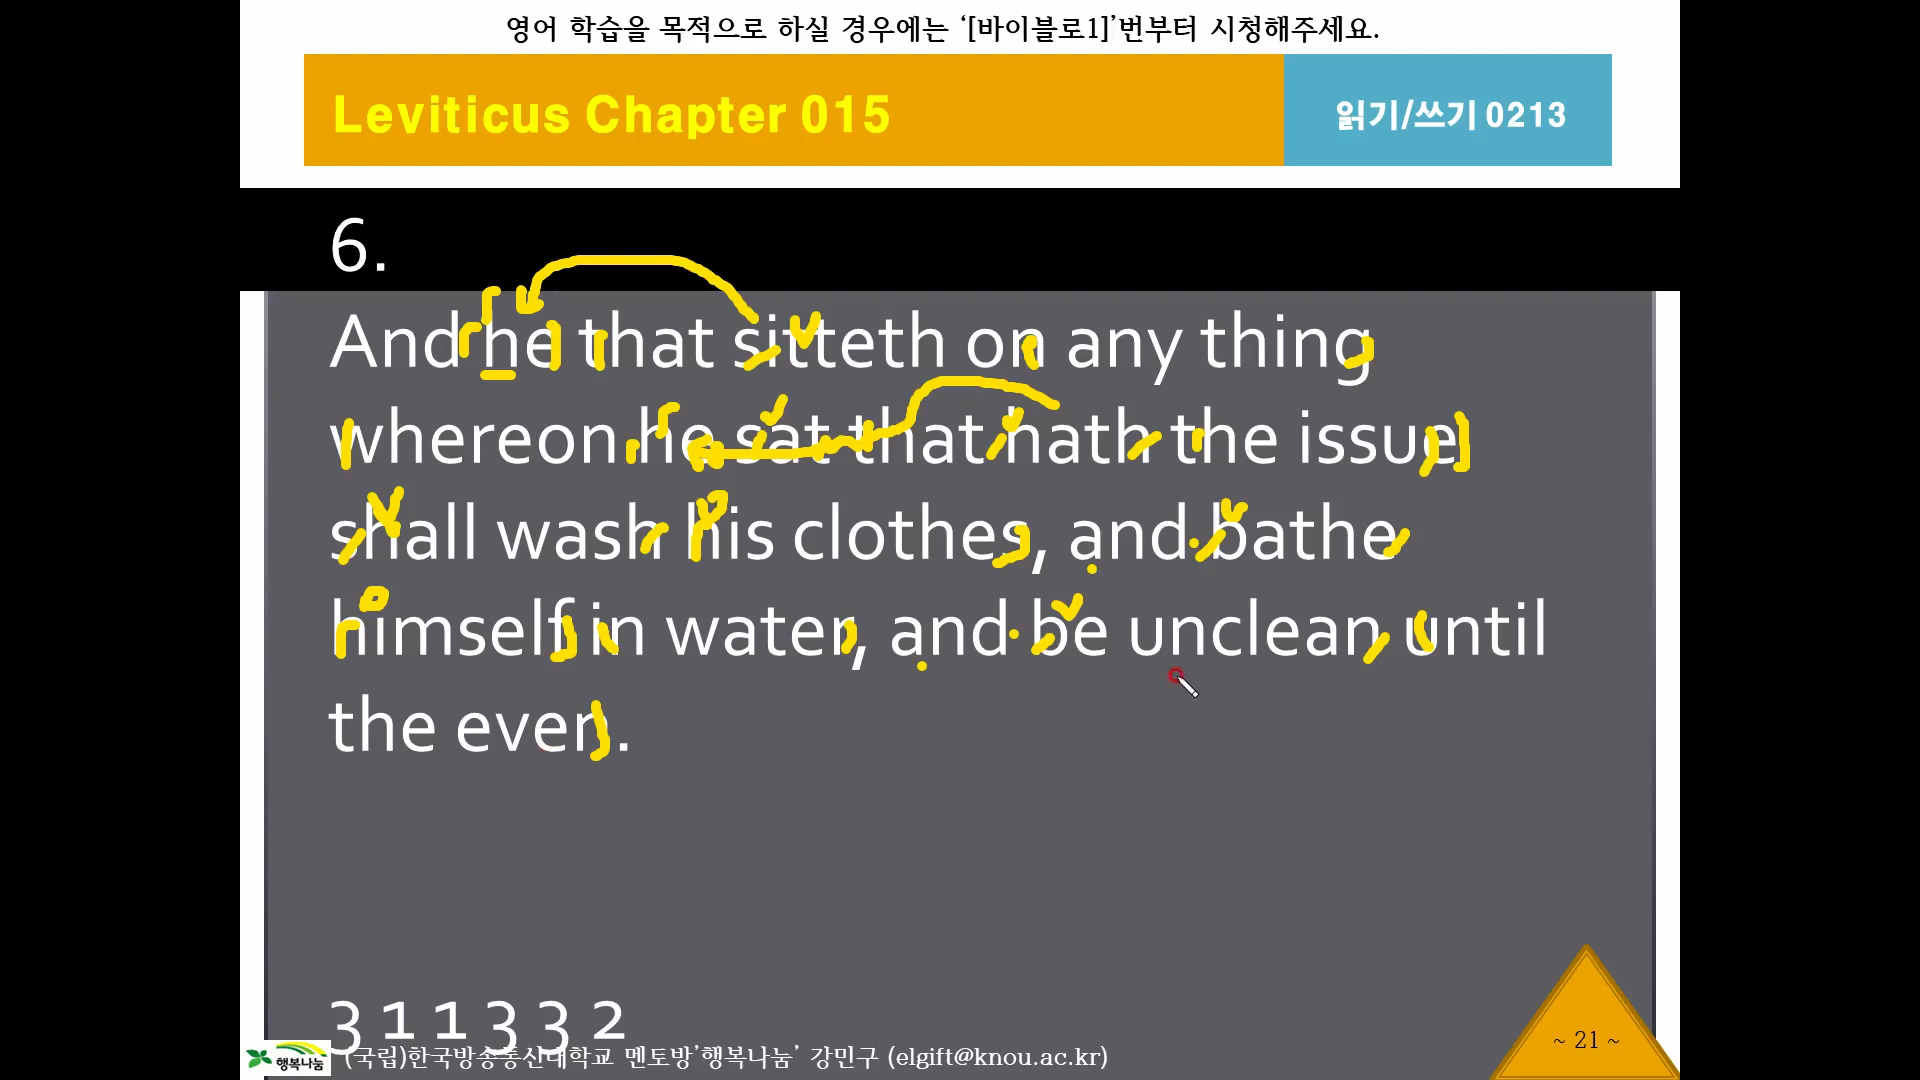 영어 학습을 목적으로 하실 경우에는 ‘[바이블로1]’번부터 시청해주세요.
Leviticus Chapter 015
읽기/쓰기 0213
6.
And he that sitteth on any thing
whereon he sat that hath the issue
shall wash his clothes, and bathe
himself in water, and be unclean until
the even.
3 1 1 3 3 2
행복나눔
(국립)한국방송통신대학교 멘토방’행복나눔’ 강민구 (elgift@knou.ac.kr)
~ 21 ~